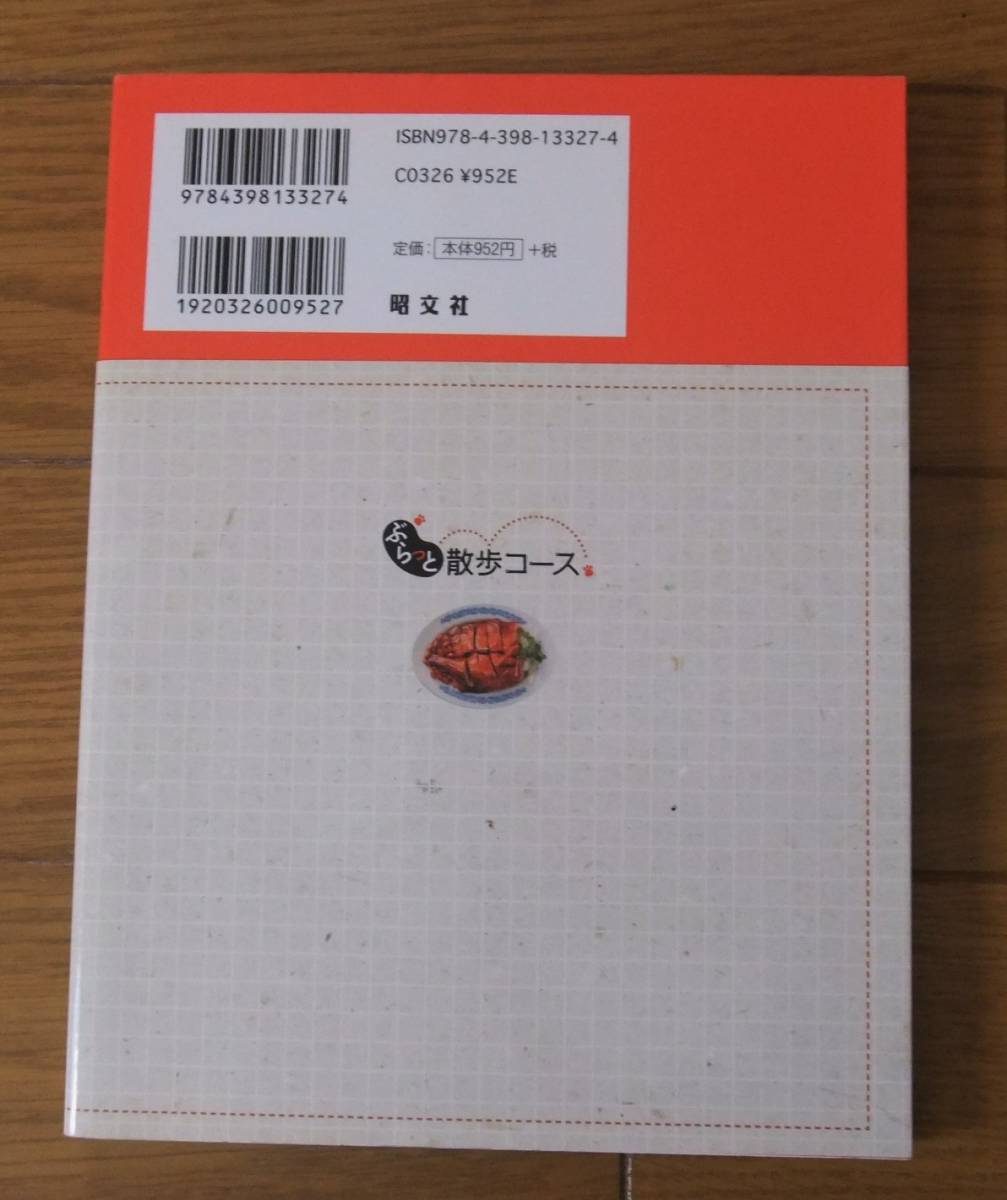 9784398133274
ISBN978-4-398-13327-4
C0326 ¥952E
1920326009527
定価：本体952円＋税
昭文社
ぶらっと散歩コース